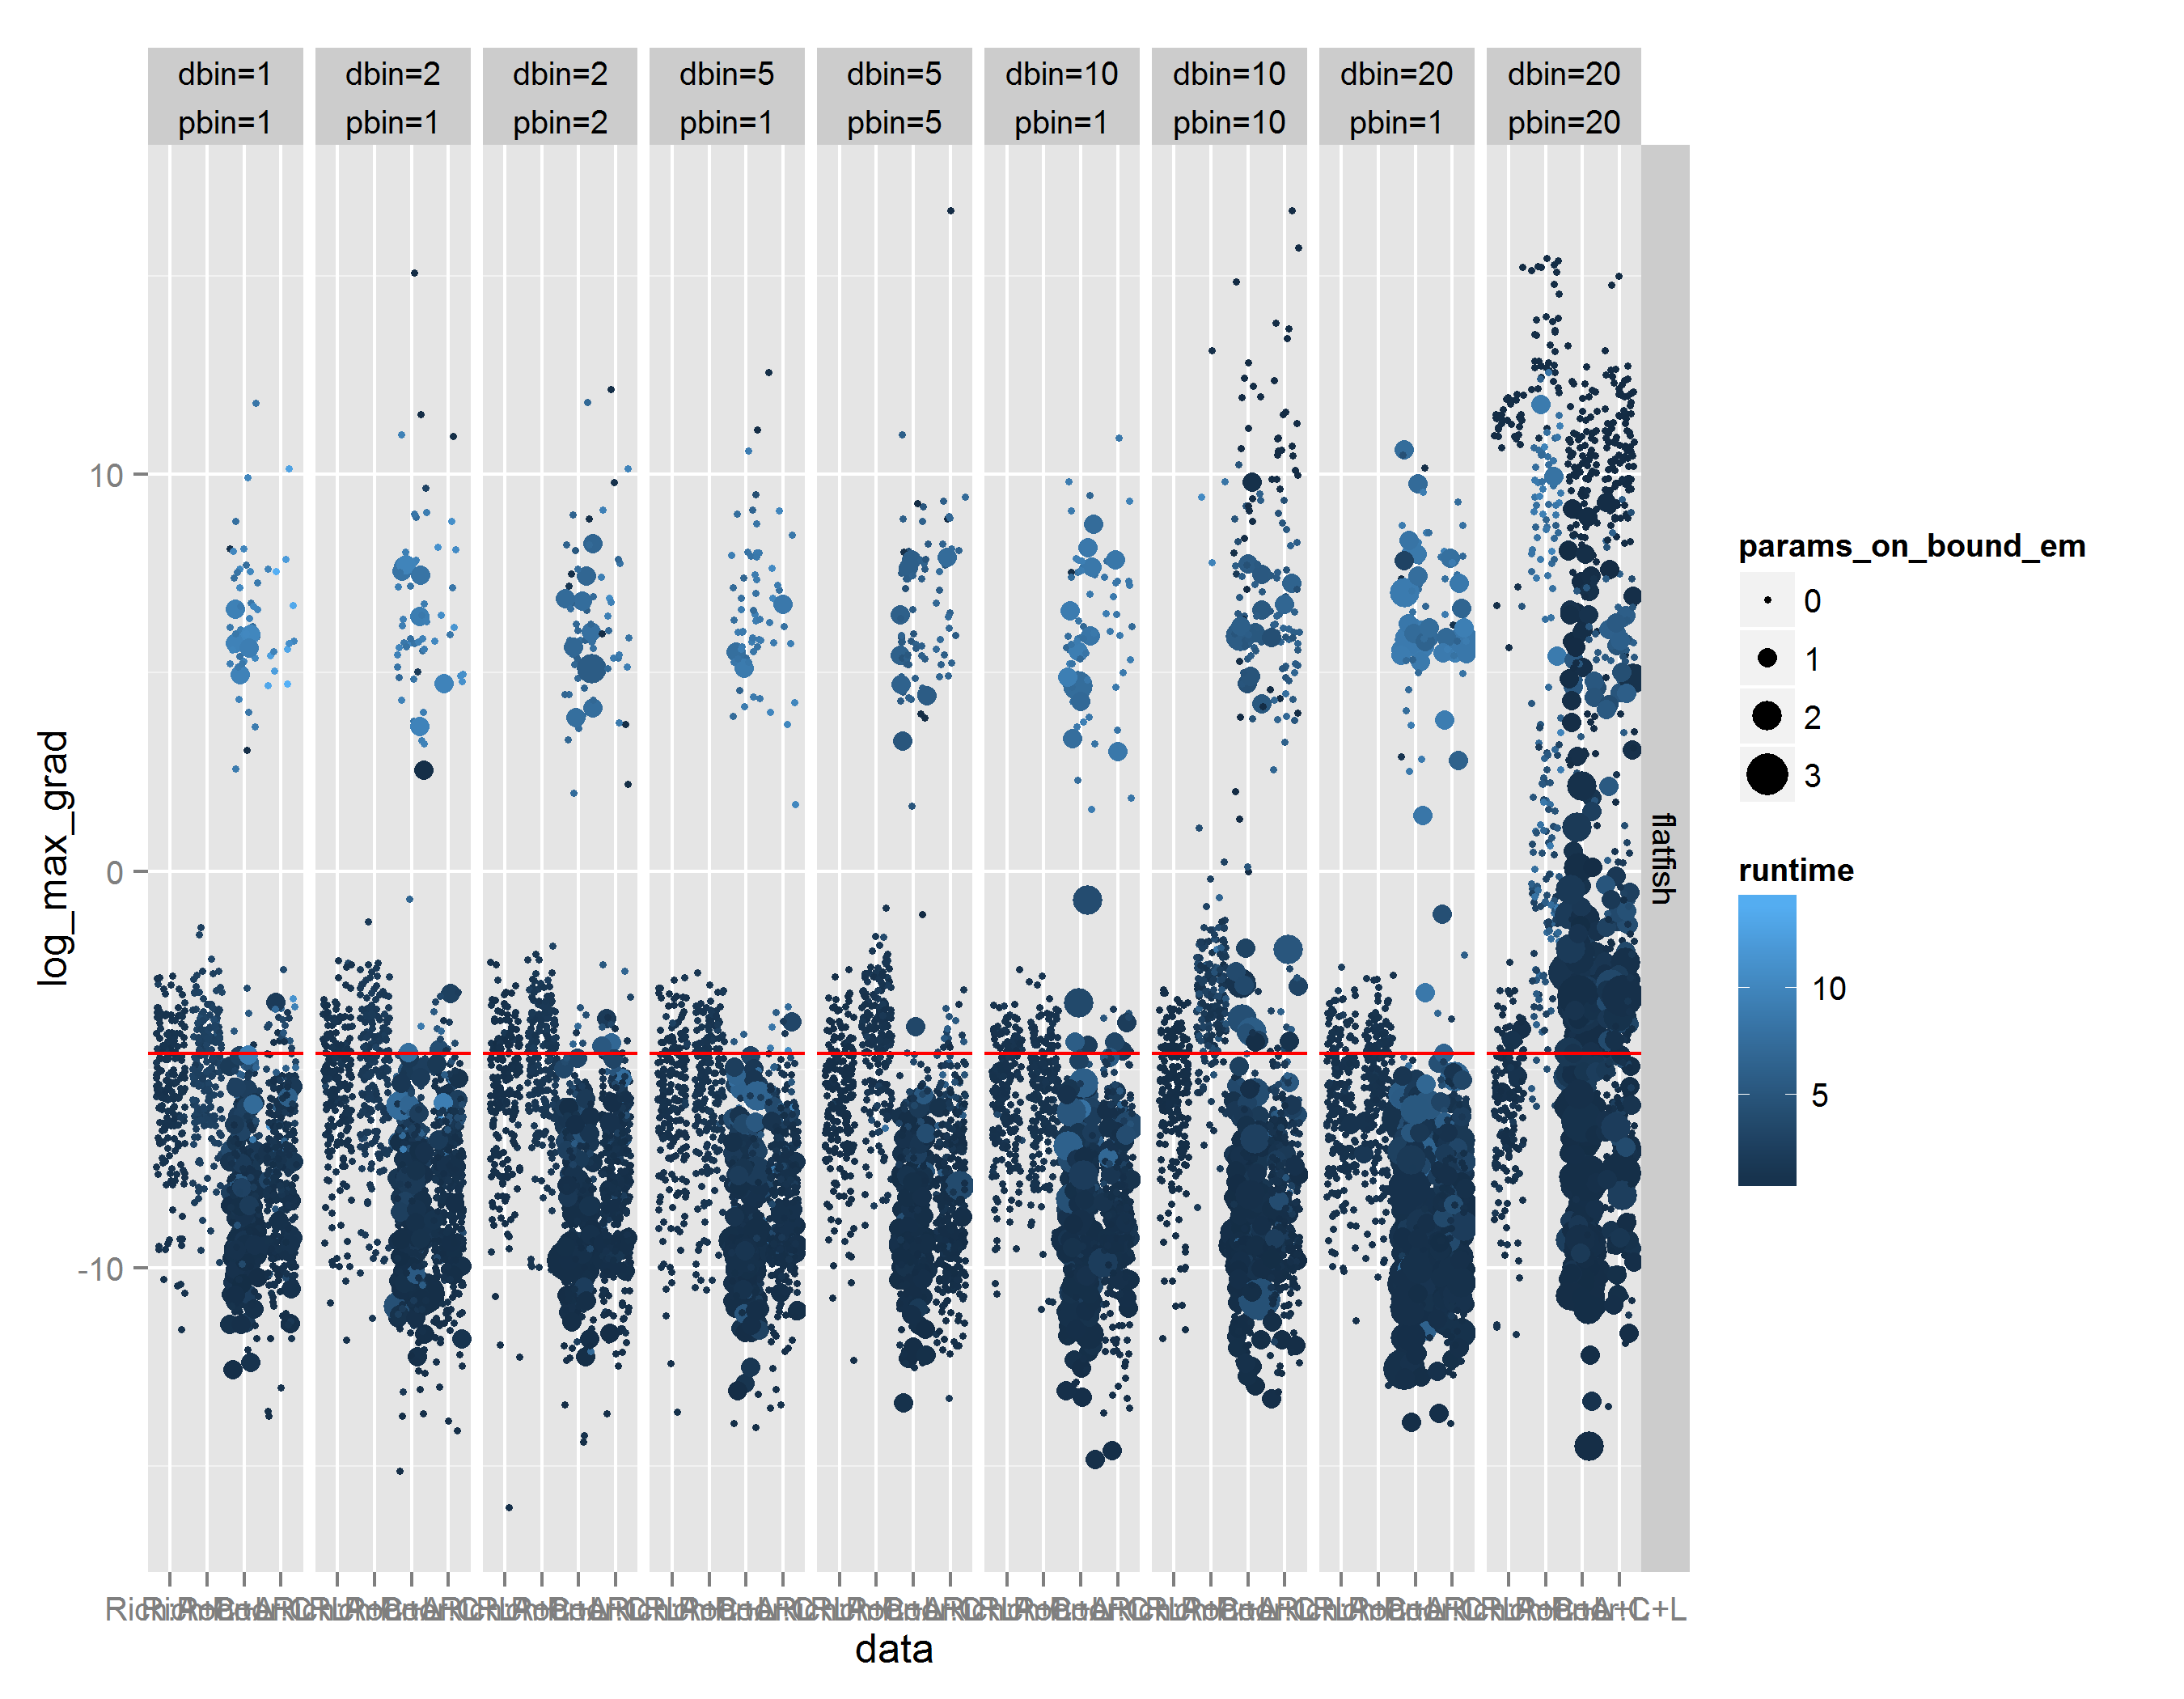 dbin=1 dbin=2 dbin=2 dbin=5 dbin=5 dbin=10 dbin=10 dbin=20 dbin=20
pbin=1 pbin=1 pbin=2 pbin=1 pbin=5 pbin=1 pbin=10 pbin=1 pbin=20
log_max_grad
10
0
-10
flatfish
data
params_on_bound_em
0
1
2
3
runtime
10
5